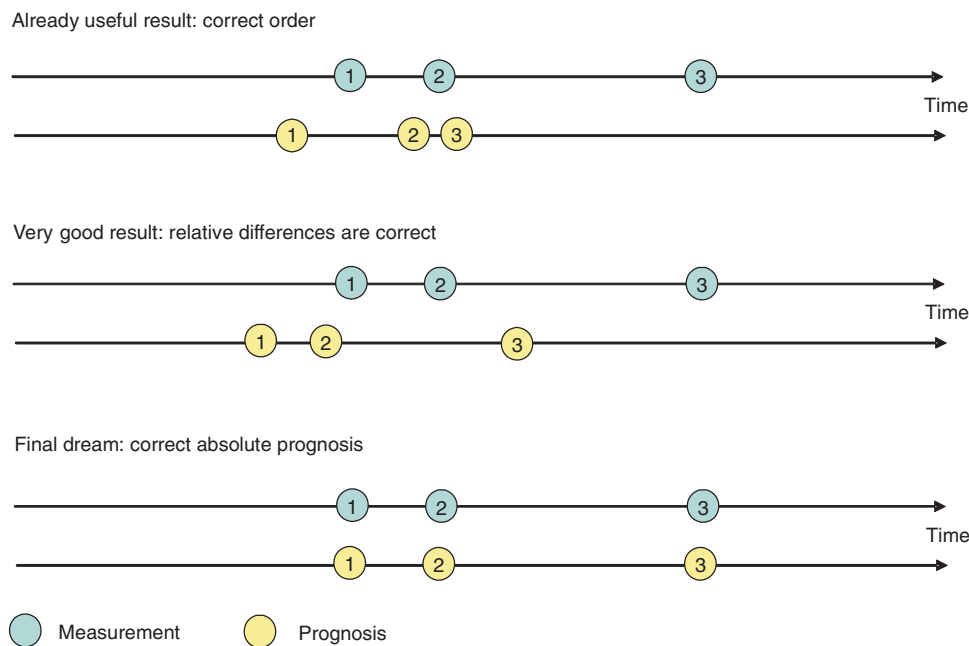 Already useful result: correct order
1 2 3
Time
1 2 3
Very good result: relative differences are correct
1 2 3
Time
1 2 3
Final dream: correct absolute prognosis
1 2 3
Time
1 2 3
Measurement Prognosis